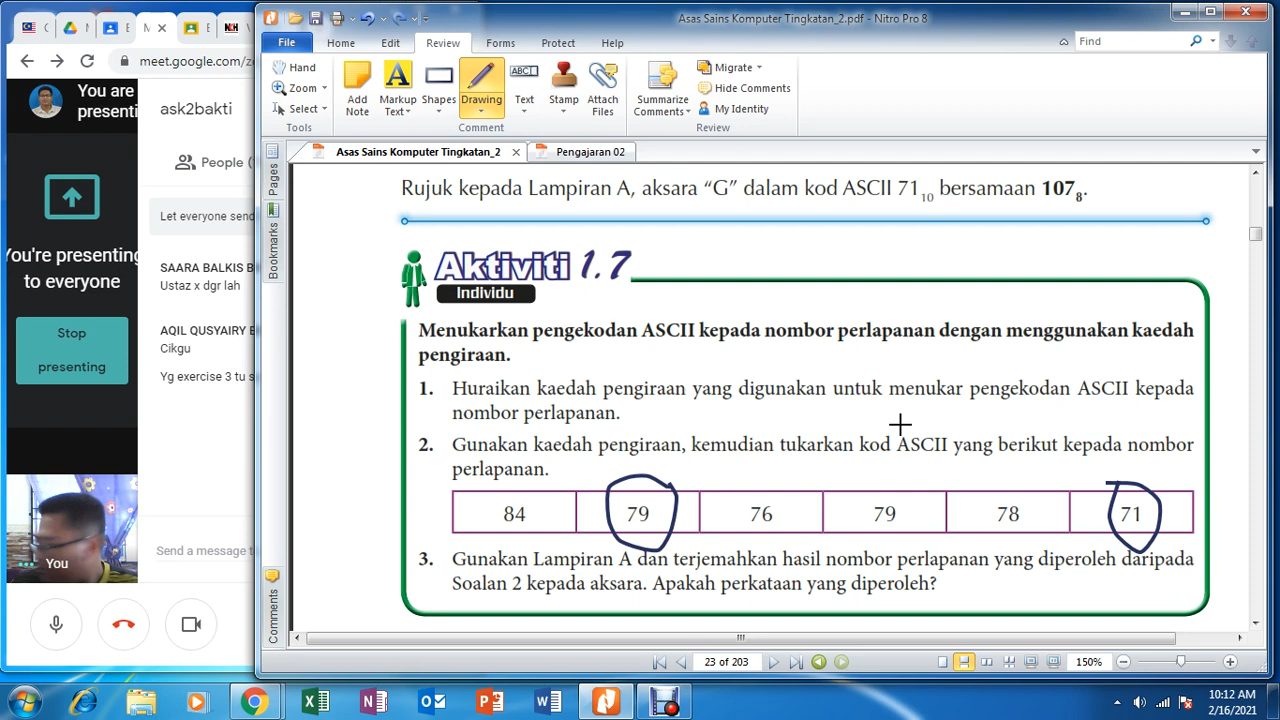 Asas Sains Komputer Tingkatan_2.pdf - Nitro Pro 8
File Home Edit Review Forms Protect Help
Find
meet.google.com/z
Hand
Zoom
Select
Tools
Add Note
Markup Text
Shapes
Drawing
ABC
Text
Stamp
Attach Files
Comment
Summarize Comments
Migrate
Show Comments
My Identity
Review
You are
presenti
ask2bakti
People (
Let everyone send
You're presenting
to everyone
Stop
presenting
SAARA BALKIS B
Ustaz x dgr lah
AQIL QUSYAIRY B
Cikgu
Yg exercise 3 tu s
Send a message t
You
Pages
Bookmarks
Comments
Asas Sains Komputer Tingkatan_2
Pengajaran 02
Rujuk kepada Lampiran A, aksara “G” dalam kod ASCII 71₁₀ bersamaan 107₈.
Aktiviti 1.7
Individu
Menukarkan pengekodan ASCII kepada nombor perlapanan dengan menggunakan kaedah
pengiraan.
1. Huraikan kaedah pengiraan yang digunakan untuk menukar pengekodan ASCII kepada
nombor perlapanan.
2. Gunakan kaedah pengiraan, kemudian tukarkan kod ASCII yang berikut kepada nombor
perlapanan.
84 79 76 79 78 71
3. Gunakan Lampiran A dan terjemahkan hasil nombor perlapanan yang diperoleh daripada
Soalan 2 kepada aksara. Apakah perkataan yang diperoleh?
23 of 203
150%
10:12 AM
2/16/2021